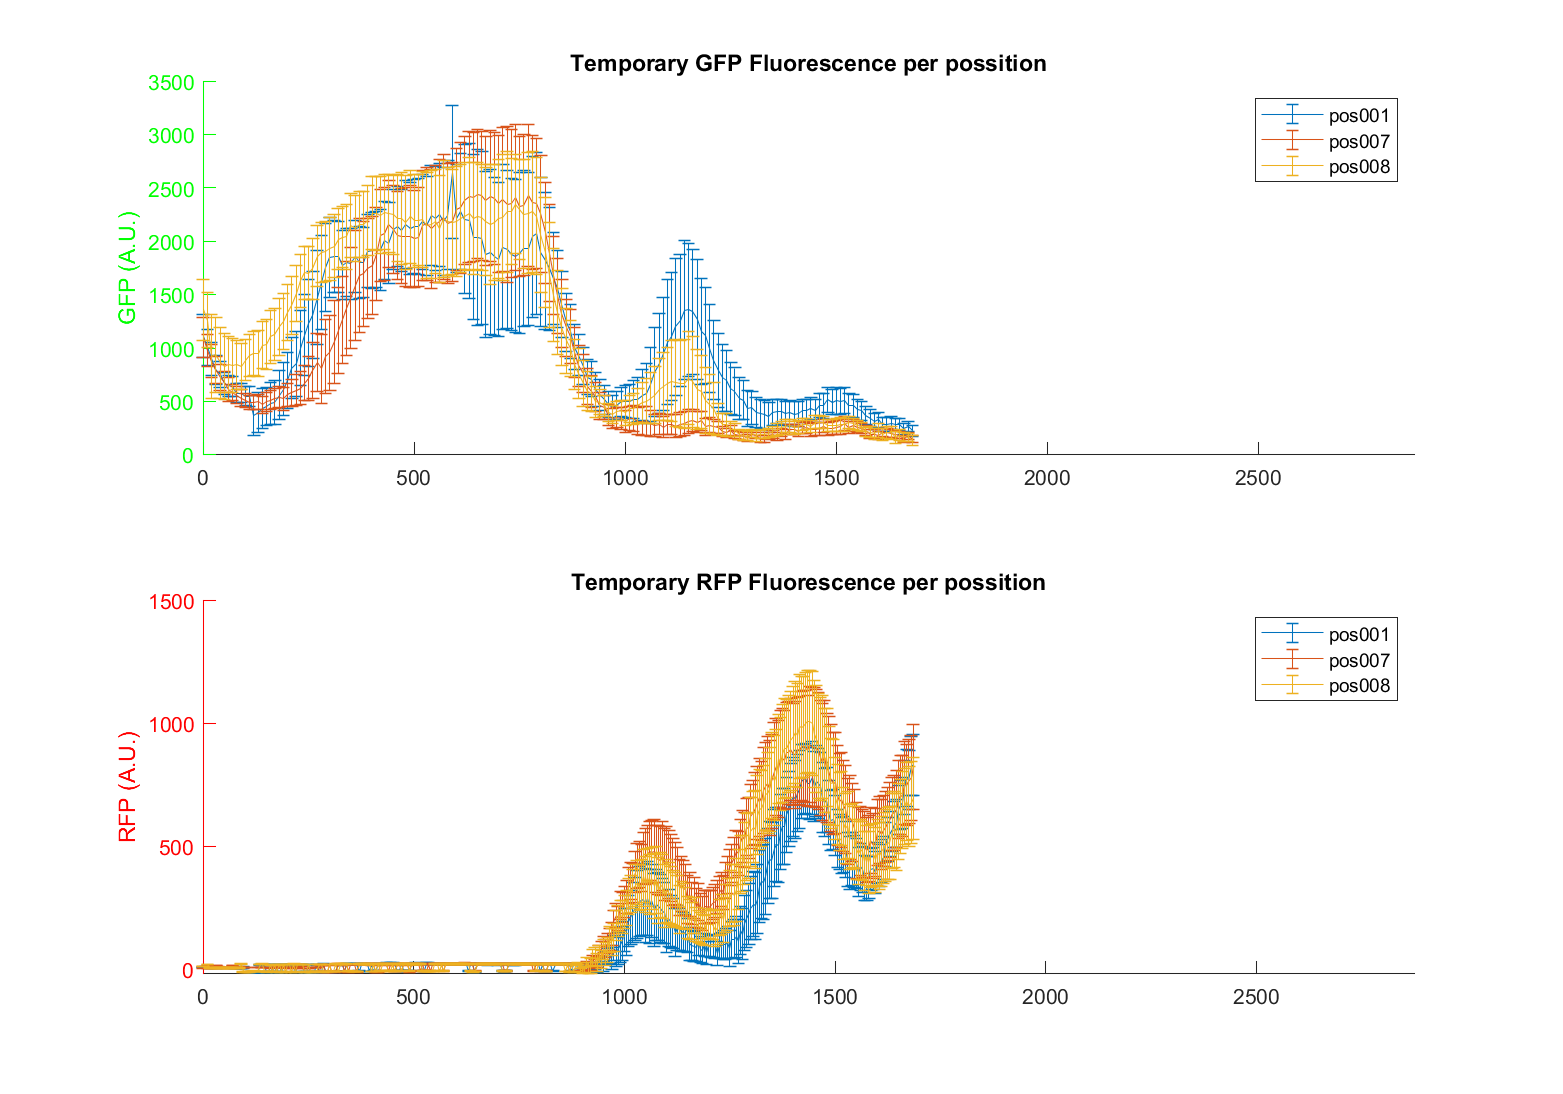 Temporary GFP Fluorescence per possition
GFP (A.U.)
3500
3000
2500
2000
1500
1000
500
0
0 500 1000 1500 2000 2500
pos001
pos007
pos008
Temporary RFP Fluorescence per possition
RFP (A.U.)
1500
1000
500
0
0 500 1000 1500 2000 2500
pos001
pos007
pos008